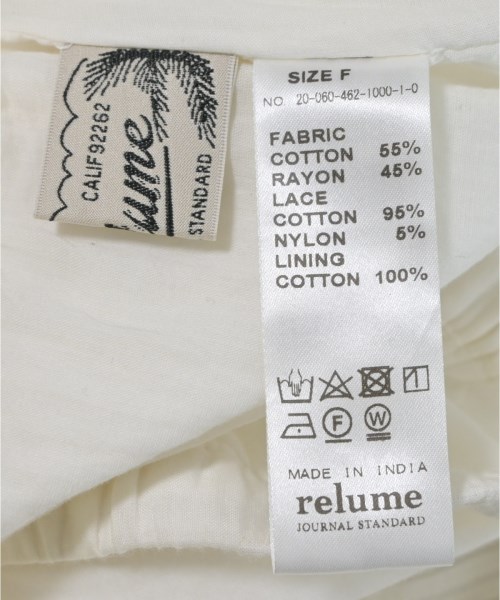 CALIF 92262
STANDARD
SIZE F
NO. 20-060-462-1000-1-0
FABRIC
COTTON 55%
RAYON 45%
LACE
COTTON 95%
NYLON 5%
LINING
COTTON 100%
F W
MADE IN INDIA
relume
JOURNAL STANDARD